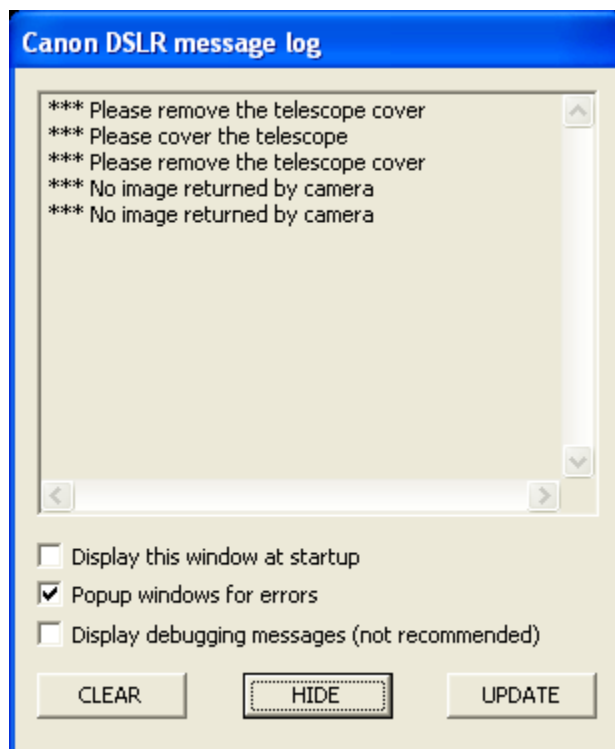 Canon DSLR message log
*** Please remove the telescope cover
*** Please cover the telescope
*** Please remove the telescope cover
*** No image returned by camera
*** No image returned by camera
Display this window at startup
Popup windows for errors
Display debugging messages (not recommended)
CLEAR HIDE UPDATE